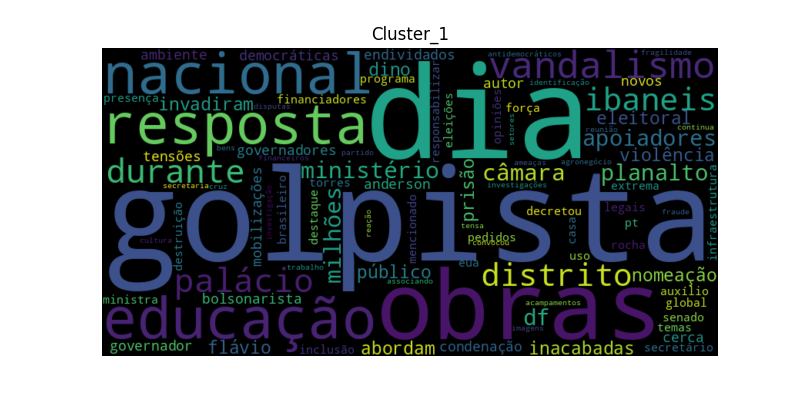 Cluster_1
ambiente democráticas endividados antidemocráticos fragilidade
nacional dia vandalismo
dino programa autor novos
presença invadiram financiadores responsabilizar eleições opiniões ibaneis
disputas força identificação eleitoral
resposta setores apoiadores
bens governadores partido reunião continua
tensões financeiros violência
durante ministério ameaças agronegócio câmara planalto
secretaria cruz torres anderson prisão investigações extrema infraestrutura
golpista
destruição mobilizações investigação brasileiro destaque milhões reação mencionado decretou legais fraude
tensa convocou pedidos casa pt
cultura eua uso rocha
palácio trabalho público distrito nomeação
associando
ministra bolsonarista obras auxílio
educação acampamentos df global
imagens senado temas
governador flávio inclusão abordam condenação inacabadas cerca
secretário